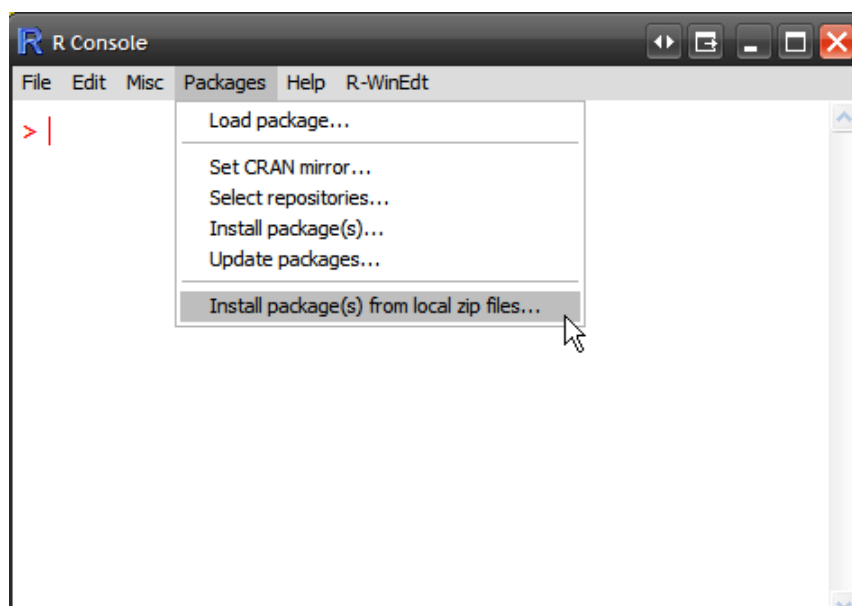 R R Console
File Edit Misc Packages Help R-WinEdt
>
Load package...
Set CRAN mirror...
Select repositories...
Install package(s)...
Update packages...
Install package(s) from local zip files...